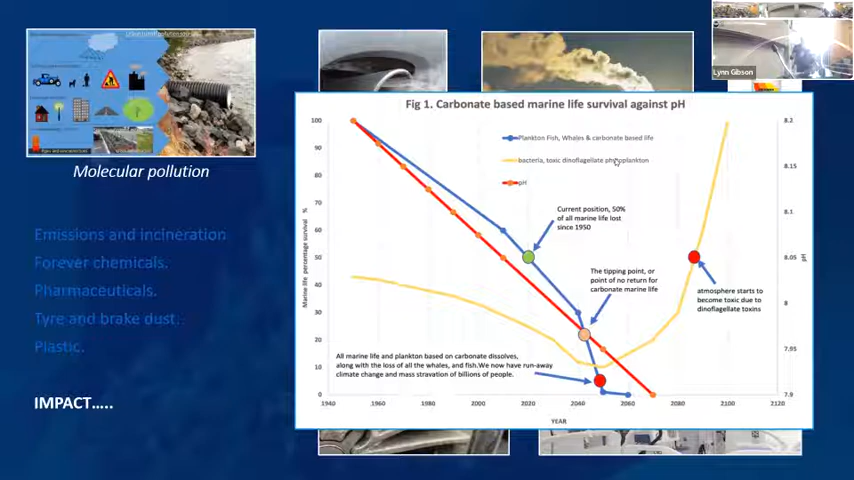 Lynn Gibson
Molecular pollution
Emissions and incineration
Forever chemicals.
Pharmaceuticals.
Tyre and brake dust.
Plastic.
IMPACT.....
Fig 1. Carbonate based marine life survival against pH
Plankton Fish, Whales & carbonate besed life
bacteria, toxic dinoflagellate phytoplankton
pH
Current position, 50%
of all marine life lost
since 1950
The tipping point, or
point of no return for
carbonate marine life
atmosphere starts to
become toxic due to
dinoflagellate toxins
All marine life and plankton based on carbonate dissolves,
along with the loss of all the whales, and fish.We now have run-away
climate change and mass stravation of billions of people.
Marine life percentage survival %
100
90
80
70
60
50
40
30
20
10
0
8.2
8.15
8.1
8.05
8
7.95
7.9
pH
1940
1960
1980
2000
2020
2040
2060
2080
2100
2120
YEAR